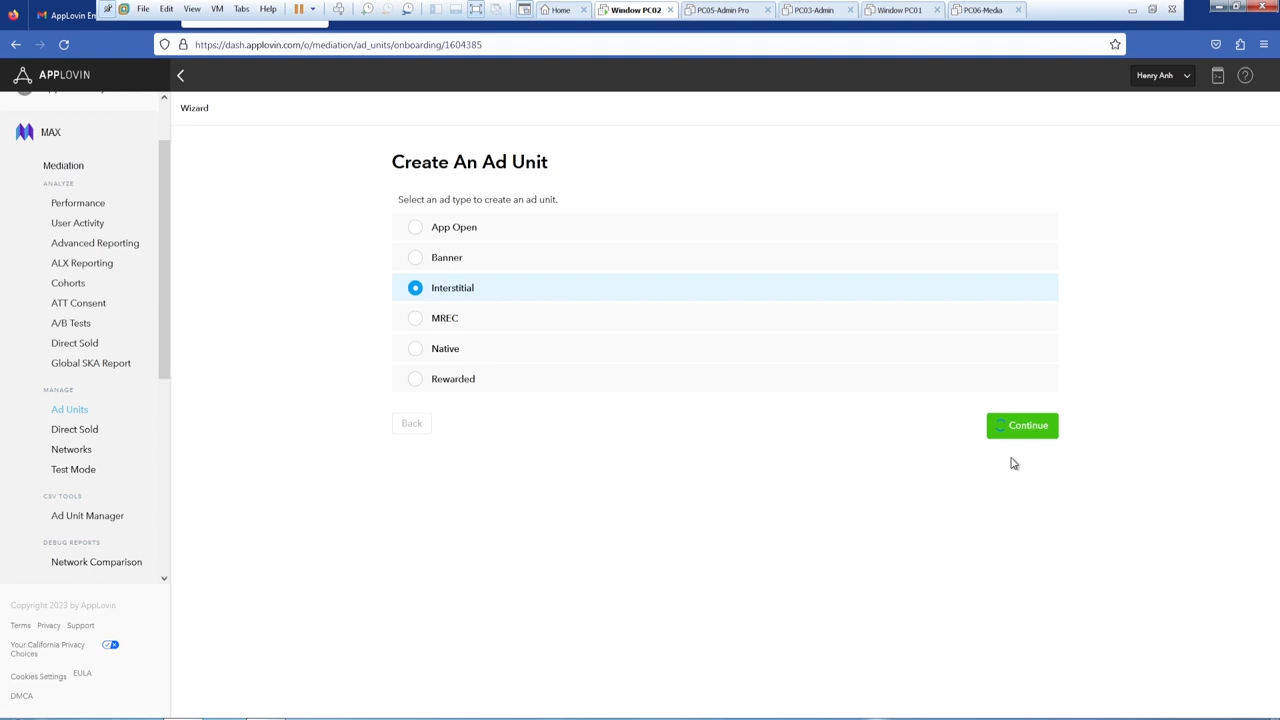 AppLovin En
File Edit View VM Tabs Help
Home
Window PC02
PC05-Admin Pro
PC03-Admin
Window PC01
PC06-Media
https://dash.applovin.com/o/mediation/ad_units/onboarding/1604385
APPLOVIN
Henry Anh
MAX
Wizard
Mediation
ANALYZE
Performance
User Activity
Advanced Reporting
ALX Reporting
Cohorts
ATT Consent
A/B Tests
Direct Sold
Global SKA Report
MANAGE
Ad Units
Direct Sold
Networks
Test Mode
CSV TOOLS
Ad Unit Manager
DEBUG REPORTS
Network Comparison
Copyright 2023 by AppLovin
Terms Privacy Support
Your California Privacy
Choices
Cookies Settings EULA
DMCA
Create An Ad Unit
Select an ad type to create an ad unit.
App Open
Banner
Interstitial
MREC
Native
Rewarded
Back
Continue